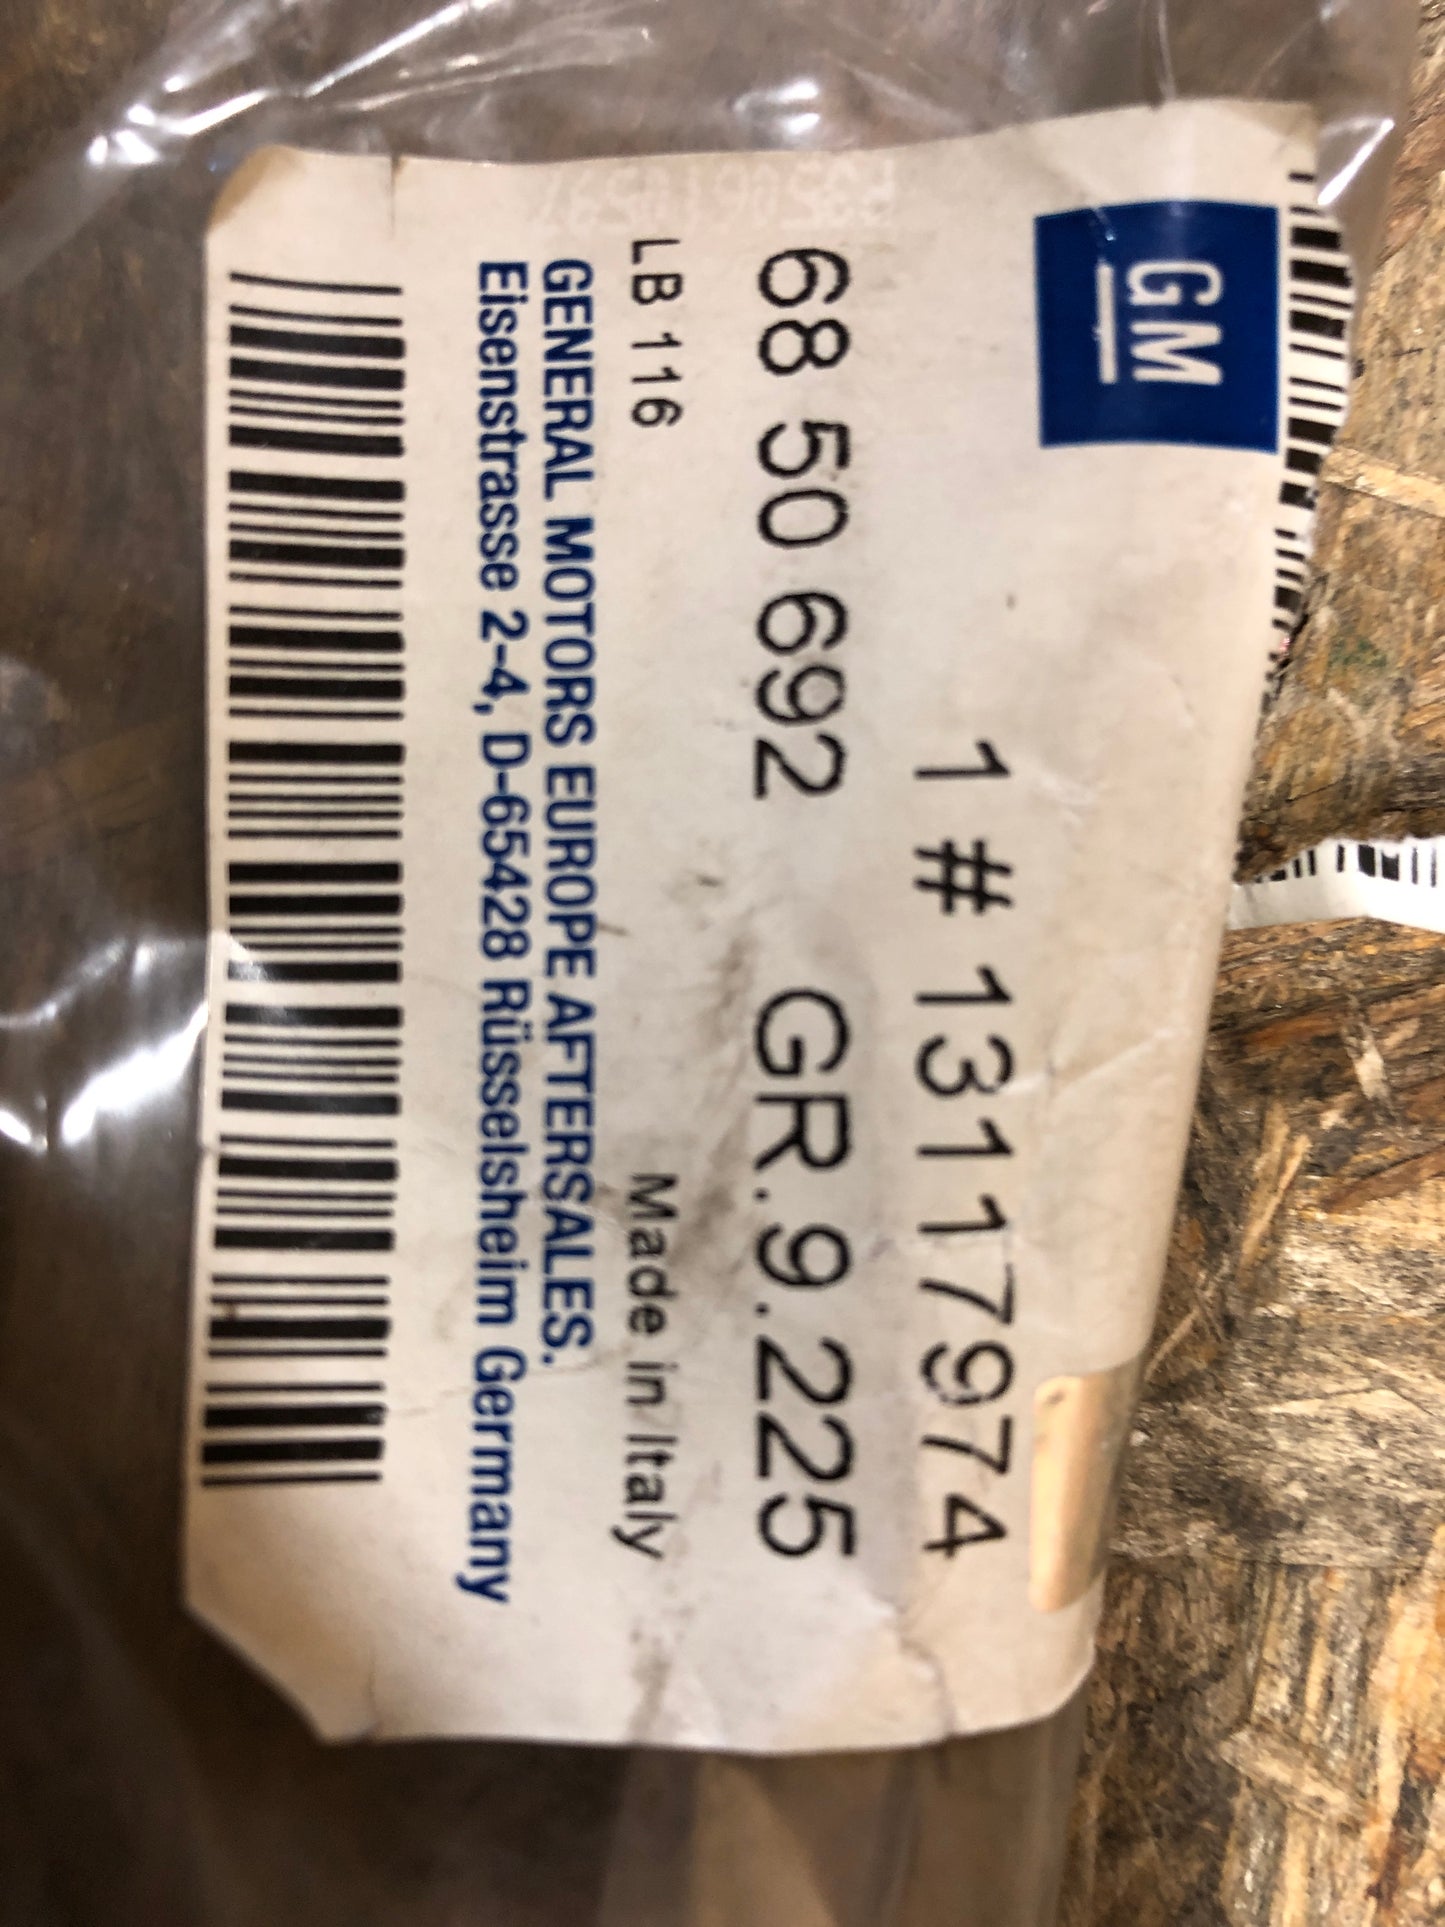 GM
1 # 13117974
68 50 692 GR.9.225
LB 116 Made in Italy
GENERAL MOTORS EUROPE AFTERSALES.
Eisenstrasse 2-4, D-65428 Rüsselsheim Germany